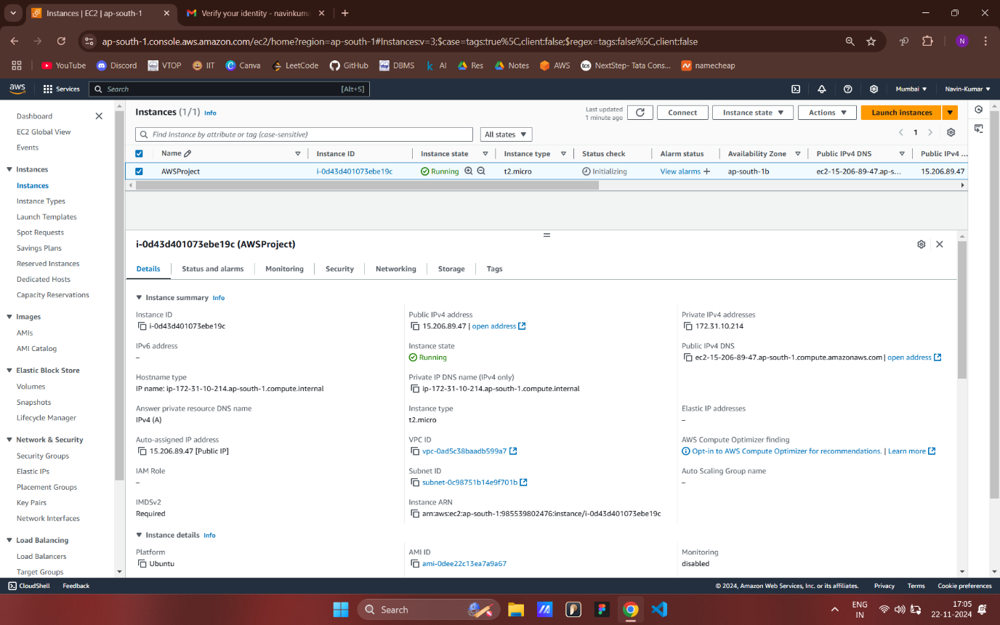 Instances | EC2 | ap-south-1
Verify your identity - navinkuma
ap-south-1.console.aws.amazon.com/ec2/home?region=ap-south-1#Instances:v=3;$case=tags:true%5C,client:false;$regex=tags:false%5C,client:false
N
YouTube Discord VTOP IIT Canva LeetCode GitHub DBMS AI Res Notes AWS NextStep- Tata Cons... namecheap
aws Services Search [Alt+S] Mumbai Navin-Kumar
Dashboard
EC2 Global View
Events
Instances
Instances
Instance Types
Launch Templates
Spot Requests
Savings Plans
Reserved Instances
Dedicated Hosts
Capacity Reservations
Images
AMIs
AMI Catalog
Elastic Block Store
Volumes
Snapshots
Lifecycle Manager
Network & Security
Security Groups
Elastic IPs
Placement Groups
Key Pairs
Network Interfaces
Load Balancing
Load Balancers
Target Groups
Instances (1/1) Info
Last updated
1 minute ago
Connect Instance state Actions Launch instances
Find Instance by attribute or tag (case-sensitive) All states 1
Name Instance ID Instance state Instance type Status check Alarm status Availability Zone Public IPv4 DNS Public IPv4 ...
AWSProject i-0d43d401073ebe19c Running t2.micro Initializing View alarms + ap-south-1b ec2-15-206-89-47.ap-s... 15.206.89.47
i-0d43d401073ebe19c (AWSProject)
Details Status and alarms Monitoring Security Networking Storage Tags
Instance summary Info
Instance ID
i-0d43d401073ebe19c
Public IPv4 address
15.206.89.47 | open address
Private IPv4 addresses
172.31.10.214
IPv6 address
–
Instance state
Running
Public IPv4 DNS
ec2-15-206-89-47.ap-south-1.compute.amazonaws.com | open address
Hostname type
IP name: ip-172-31-10-214.ap-south-1.compute.internal
Private IP DNS name (IPv4 only)
ip-172-31-10-214.ap-south-1.compute.internal
Answer private resource DNS name
IPv4 (A)
Instance type
t2.micro
Elastic IP addresses
–
Auto-assigned IP address
15.206.89.47 [Public IP]
VPC ID
vpc-0ad5c38baadb599a7
AWS Compute Optimizer finding
Opt-in to AWS Compute Optimizer for recommendations. | Learn more
IAM Role
–
Subnet ID
subnet-0c98751b14e9f701b
Auto Scaling Group name
–
IMDSv2
Required
Instance ARN
arn:aws:ec2:ap-south-1:985539802476:instance/i-0d43d401073ebe19c
Instance details Info
Platform
Ubuntu
AMI ID
ami-0dee22c13ea7a9a67
Monitoring
disabled
CloudShell Feedback © 2024, Amazon Web Services, Inc. or its affiliates. Privacy Terms Cookie preferences
Search
ENG
IN
17:05
22-11-2024